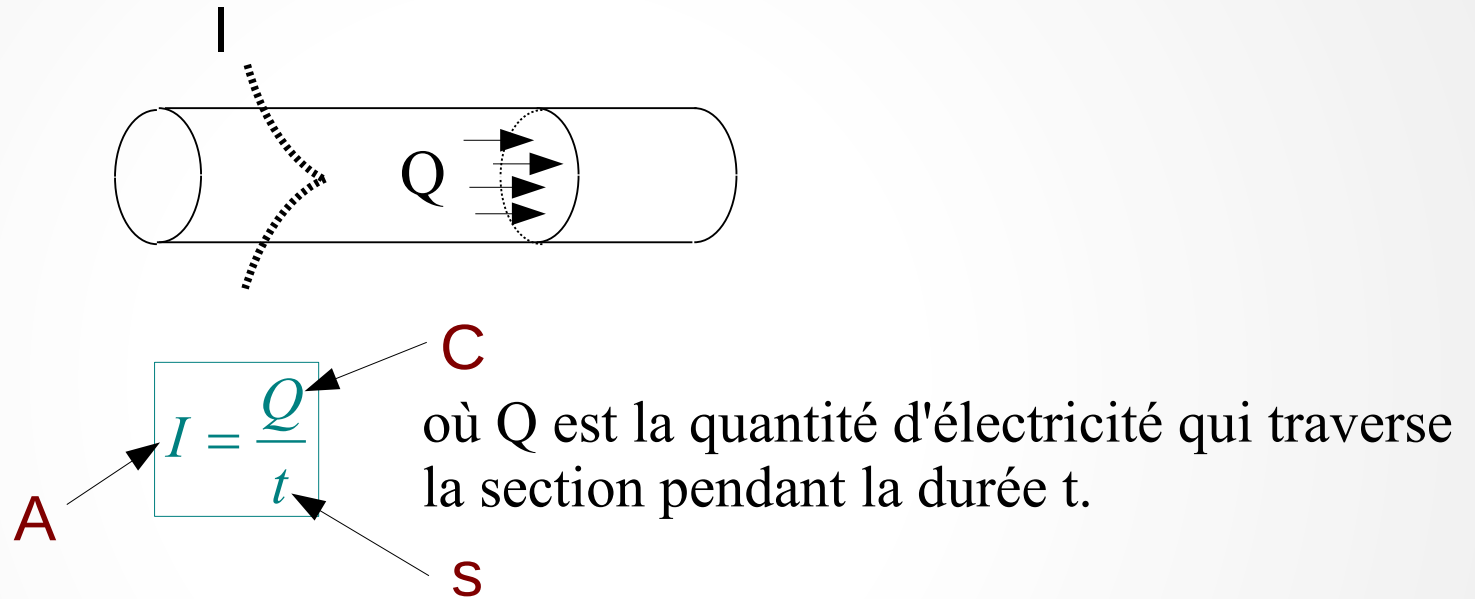 I
Q
C
I = Q / t
où Q est la quantité d'électricité qui traverse
la section pendant la durée t.
A
s